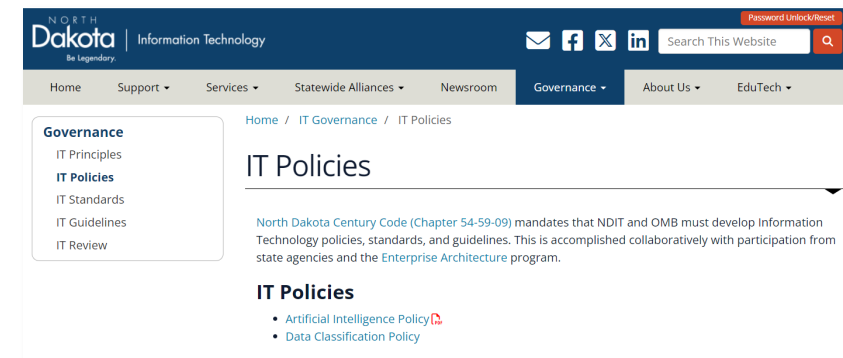 NORTH
Dakota | Information Technology
Be Legendary.
Password Unlock/Reset
Search This Website
Home Support Services Statewide Alliances Newsroom Governance About Us EduTech
Governance
IT Principles
IT Policies
IT Standards
IT Guidelines
IT Review
Home / IT Governance / IT Policies
IT Policies
North Dakota Century Code (Chapter 54-59-09) mandates that NDIT and OMB must develop Information
Technology policies, standards, and guidelines. This is accomplished collaboratively with participation from
state agencies and the Enterprise Architecture program.
IT Policies
• Artificial Intelligence Policy
• Data Classification Policy